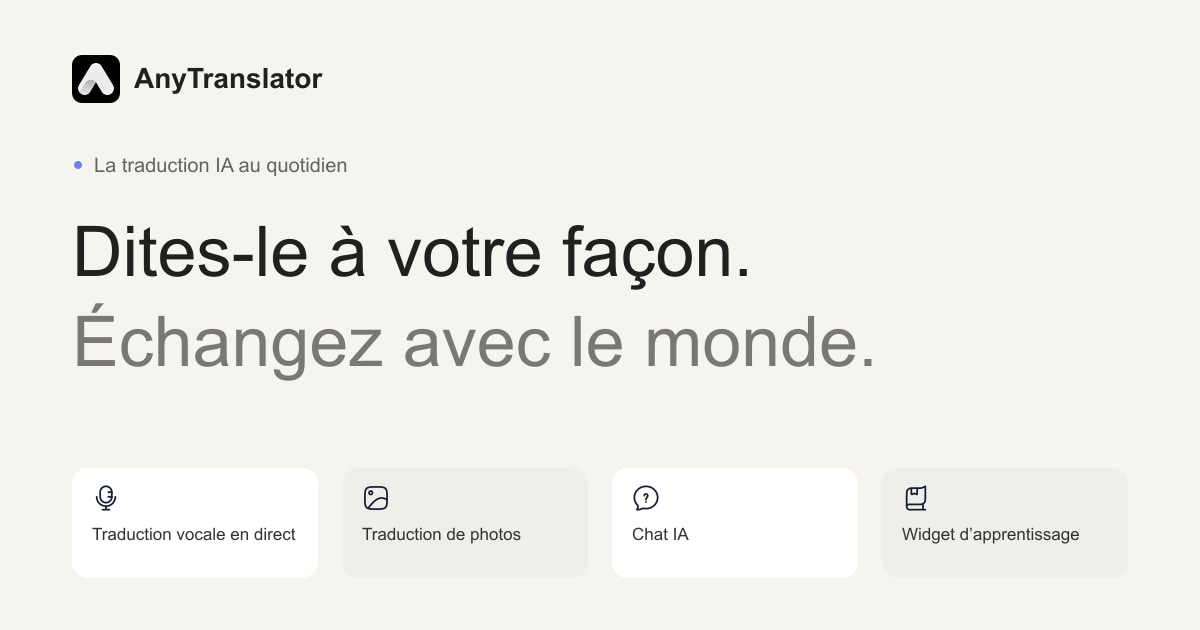 AnyTranslator
La traduction IA au quotidien
Dites-le à votre façon.
Échangez avec le monde.
Traduction vocale en direct
Traduction de photos
Chat IA
Widget d’apprentissage